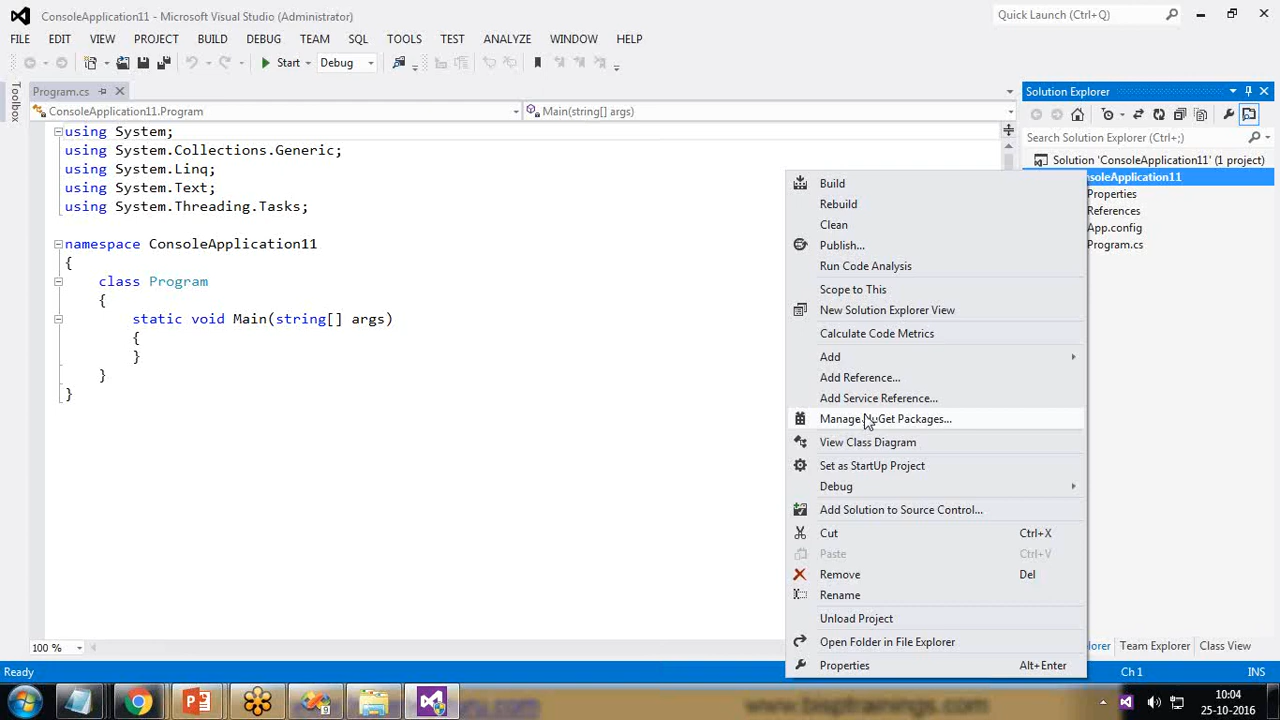 ConsoleApplication11 - Microsoft Visual Studio (Administrator)
Quick Launch (Ctrl+Q)
FILE EDIT VIEW PROJECT BUILD DEBUG TEAM SQL TOOLS TEST ANALYZE WINDOW HELP
Start Debug
Toolbox
Program.cs
ConsoleApplication11.Program
Main(string[] args)
using System;
using System.Collections.Generic;
using System.Linq;
using System.Text;
using System.Threading.Tasks;
namespace ConsoleApplication11
{
class Program
{
static void Main(string[] args)
{
}
}
}
100 %
Solution Explorer
Search Solution Explorer (Ctrl+;)
Solution 'ConsoleApplication11' (1 project)
nsoleApplication11
Properties
References
App.config
Program.cs
Build
Rebuild
Clean
Publish...
Run Code Analysis
Scope to This
New Solution Explorer View
Calculate Code Metrics
Add
Add Reference...
Add Service Reference...
Manage NuGet Packages...
View Class Diagram
Set as StartUp Project
Debug
Add Solution to Source Control...
Cut Ctrl+X
Paste Ctrl+V
Remove Del
Rename
Unload Project
Open Folder in File Explorer
Properties Alt+Enter
lorer Team Explorer Class View
Ready
Ch 1
INS
www.bisptrainings.com
10:04
25-10-2016